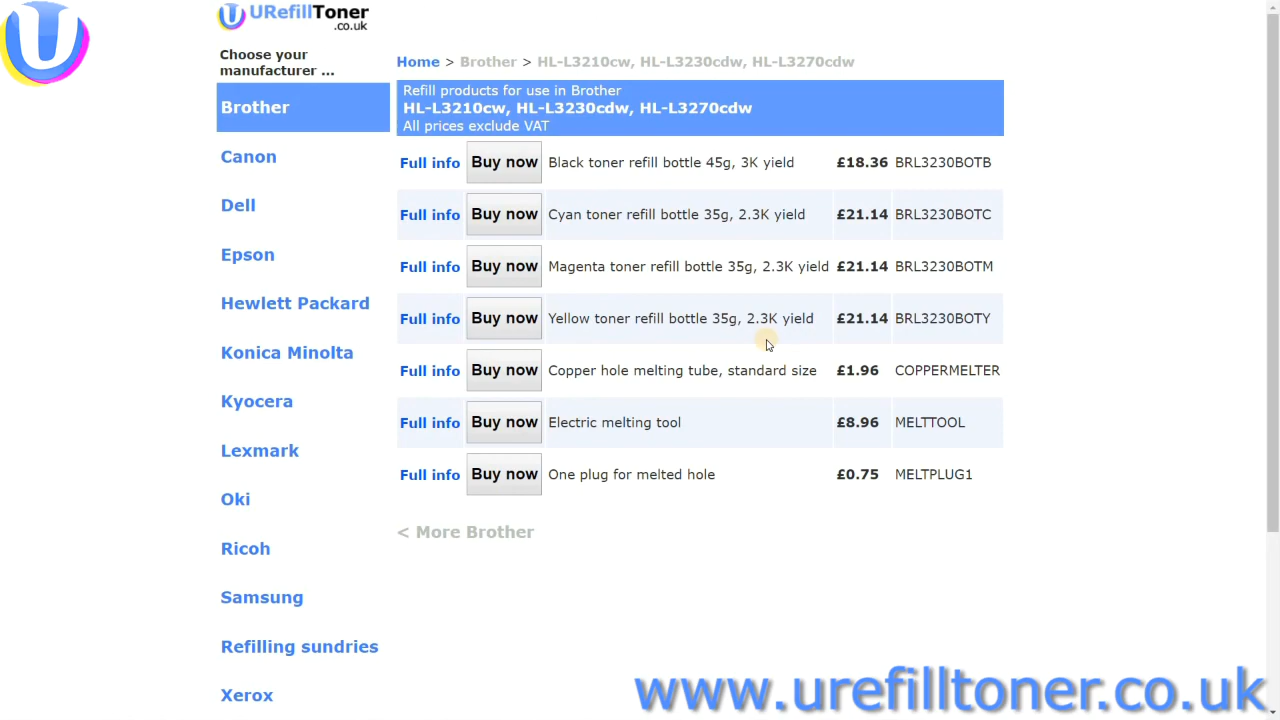 URefillToner
.co.uk
Choose your
manufacturer ...
Brother
Canon
Dell
Epson
Hewlett Packard
Konica Minolta
Kyocera
Lexmark
Oki
Ricoh
Samsung
Refilling sundries
Xerox
Home > Brother > HL-L3210cw, HL-L3230cdw, HL-L3270cdw
Refill products for use in Brother
HL-L3210cw, HL-L3230cdw, HL-L3270cdw
All prices exclude VAT
Full info Buy now Black toner refill bottle 45g, 3K yield £18.36 BRL3230BOTB
Full info Buy now Cyan toner refill bottle 35g, 2.3K yield £21.14 BRL3230BOTC
Full info Buy now Magenta toner refill bottle 35g, 2.3K yield £21.14 BRL3230BOTM
Full info Buy now Yellow toner refill bottle 35g, 2.3K yield £21.14 BRL3230BOTY
Full info Buy now Copper hole melting tube, standard size £1.96 COPPERMELTER
Full info Buy now Electric melting tool £8.96 MELTTOOL
Full info Buy now One plug for melted hole £0.75 MELTPLUG1
< More Brother
www.urefilltoner.co.uk